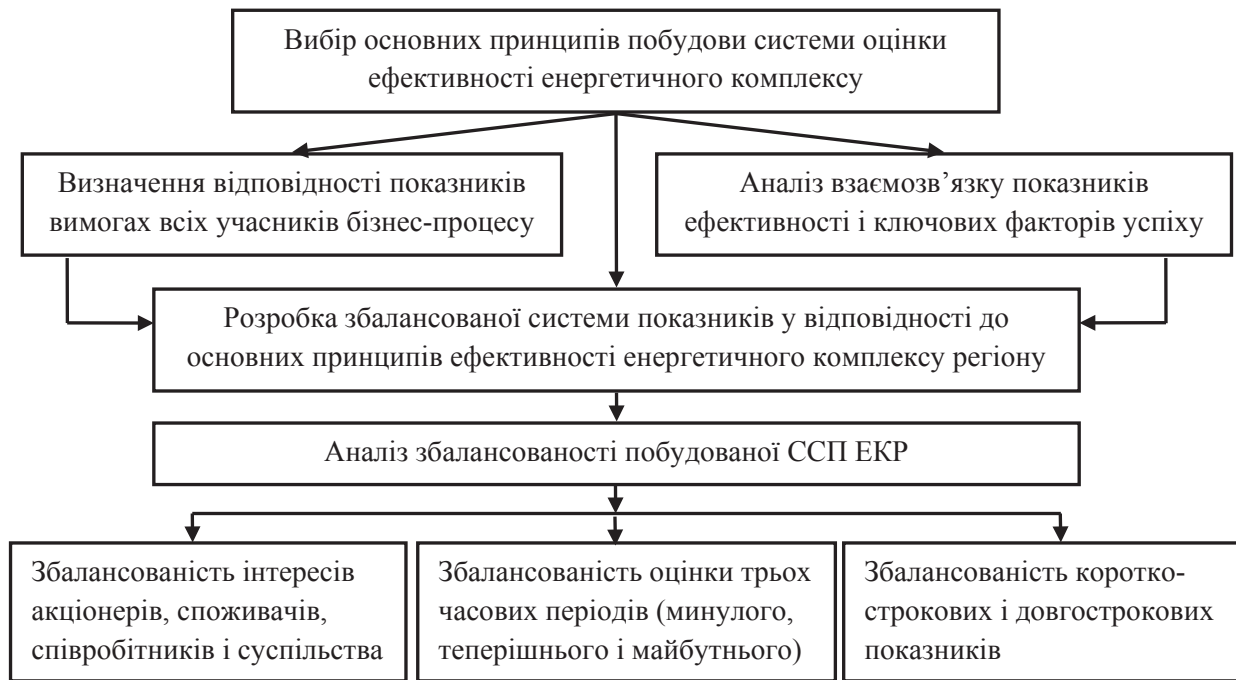 Вибір основних принципів побудови системи оцінки
ефективності енергетичного комплексу
Визначення відповідності показників
вимогах всіх учасників бізнес-процесу
Аналіз взаємозв’язку показників
ефективності і ключових факторів успіху
Розробка збалансованої системи показників у відповідності до
основних принципів ефективності енергетичного комплексу регіону
Аналіз збалансованості побудованої ССП ЕКР
Збалансованість інтересів
акціонерів, споживачів,
співробітників і суспільства
Збалансованість оцінки трьох
часових періодів (минулого,
теперішнього і майбутнього)
Збалансованість коротко-
строкових і довгострокових
показників